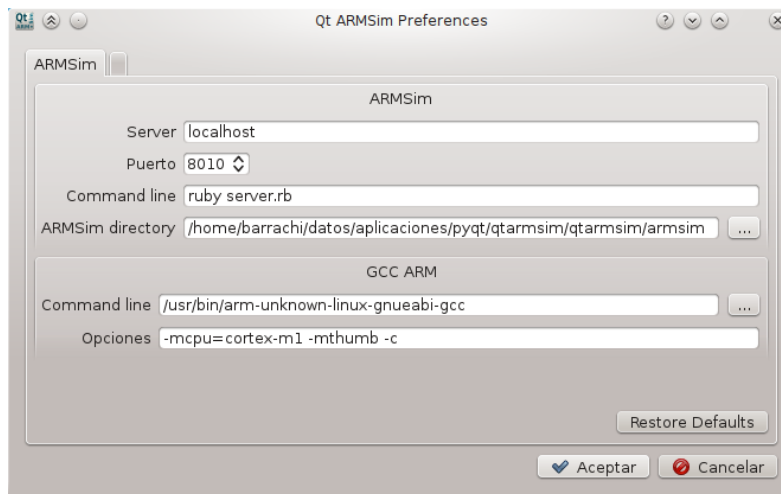 Qt ARMSim Preferences
ARMSim
ARMSim
Server localhost
Puerto 8010
Command line ruby server.rb
ARMSim directory /home/barrachi/datos/aplicaciones/pyqt/qtarmsim/qtarmsim/armsim ...
GCC ARM
Command line /usr/bin/arm-unknown-linux-gnueabi-gcc ...
Opciones -mcpu=cortex-m1 -mthumb -c
Restore Defaults
Aceptar Cancelar